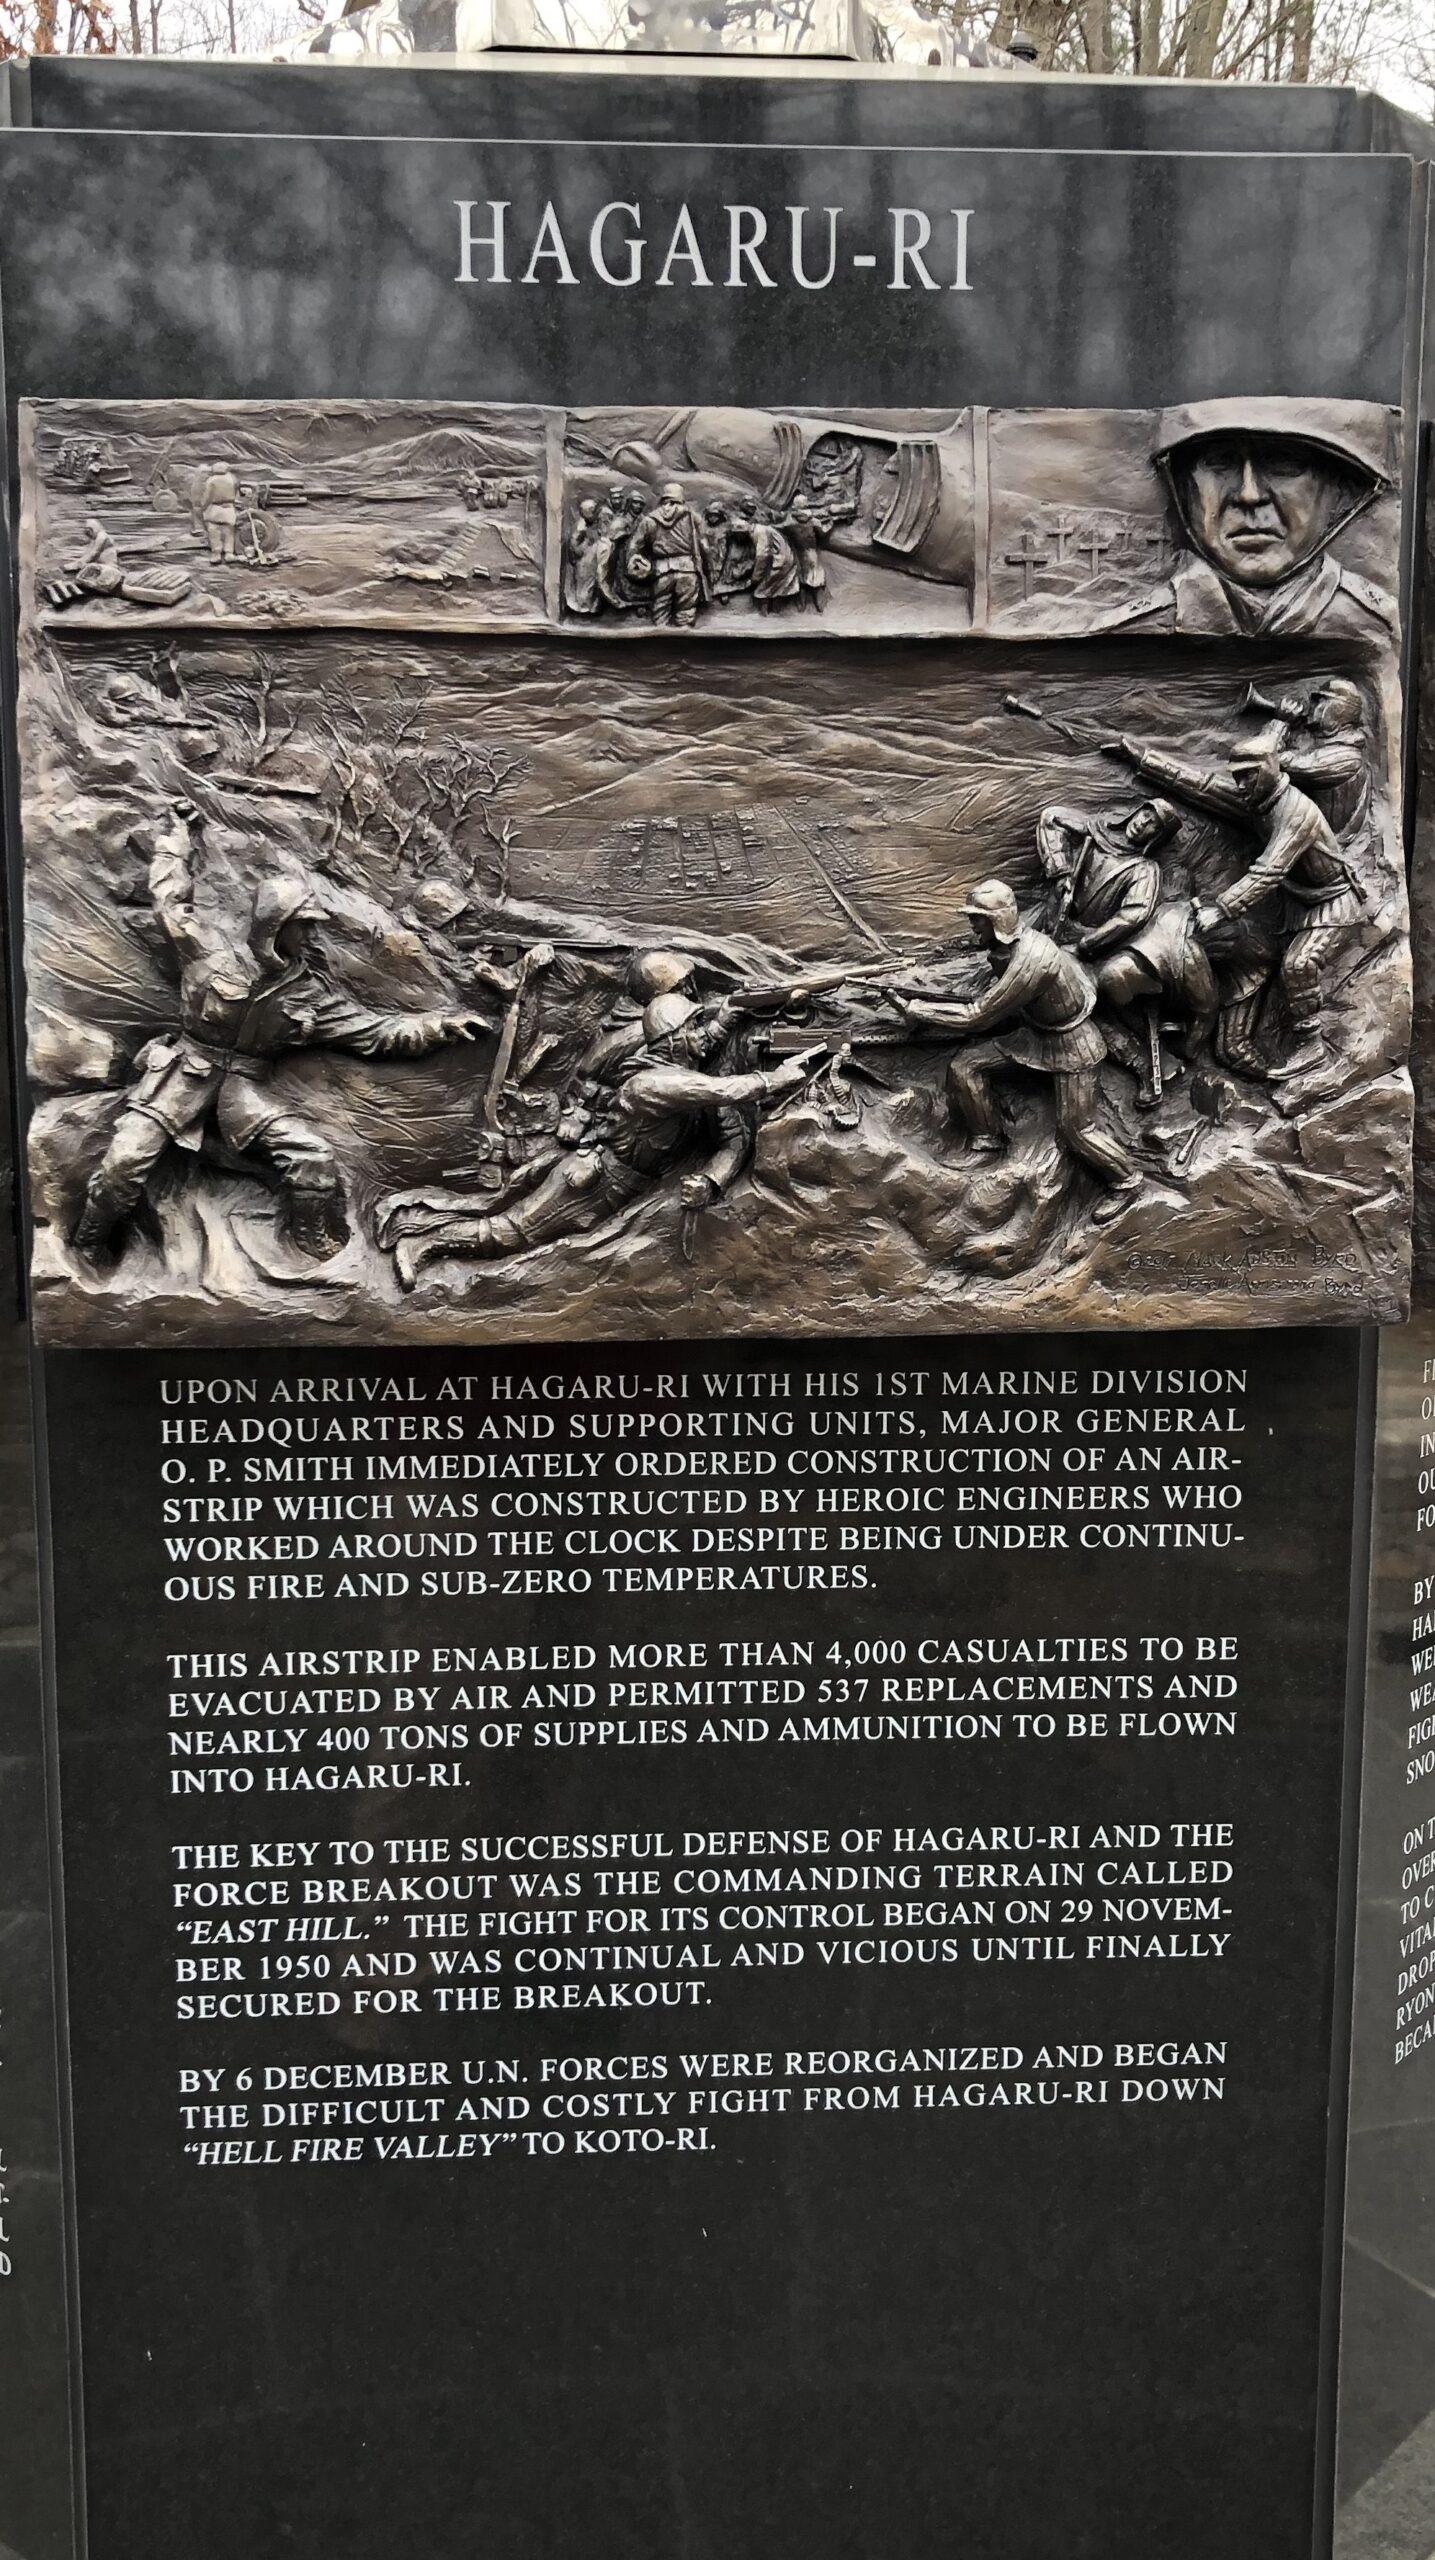 HAGARU-RI
UPON ARRIVAL AT HAGARU-RI WITH HIS 1ST MARINE DIVISION
HEADQUARTERS AND SUPPORTING UNITS, MAJOR GENERAL
O. P. SMITH IMMEDIATELY ORDERED CONSTRUCTION OF AN AIR-
STRIP WHICH WAS CONSTRUCTED BY HEROIC ENGINEERS WHO
WORKED AROUND THE CLOCK DESPITE BEING UNDER CONTINU-
OUS FIRE AND SUB-ZERO TEMPERATURES.
THIS AIRSTRIP ENABLED MORE THAN 4,000 CASUALTIES TO BE
EVACUATED BY AIR AND PERMITTED 537 REPLACEMENTS AND
NEARLY 400 TONS OF SUPPLIES AND AMMUNITION TO BE FLOWN
INTO HAGARU-RI.
THE KEY TO THE SUCCESSFUL DEFENSE OF HAGARU-RI AND THE
FORCE BREAKOUT WAS THE COMMANDING TERRAIN CALLED
“EAST HILL.” THE FIGHT FOR ITS CONTROL BEGAN ON 29 NOVEM-
BER 1950 AND WAS CONTINUAL AND VICIOUS UNTIL FINALLY
SECURED FOR THE BREAKOUT.
BY 6 DECEMBER U.N. FORCES WERE REORGANIZED AND BEGAN
THE DIFFICULT AND COSTLY FIGHT FROM HAGARU-RI DOWN
“HELL FIRE VALLEY” TO KOTO-RI.